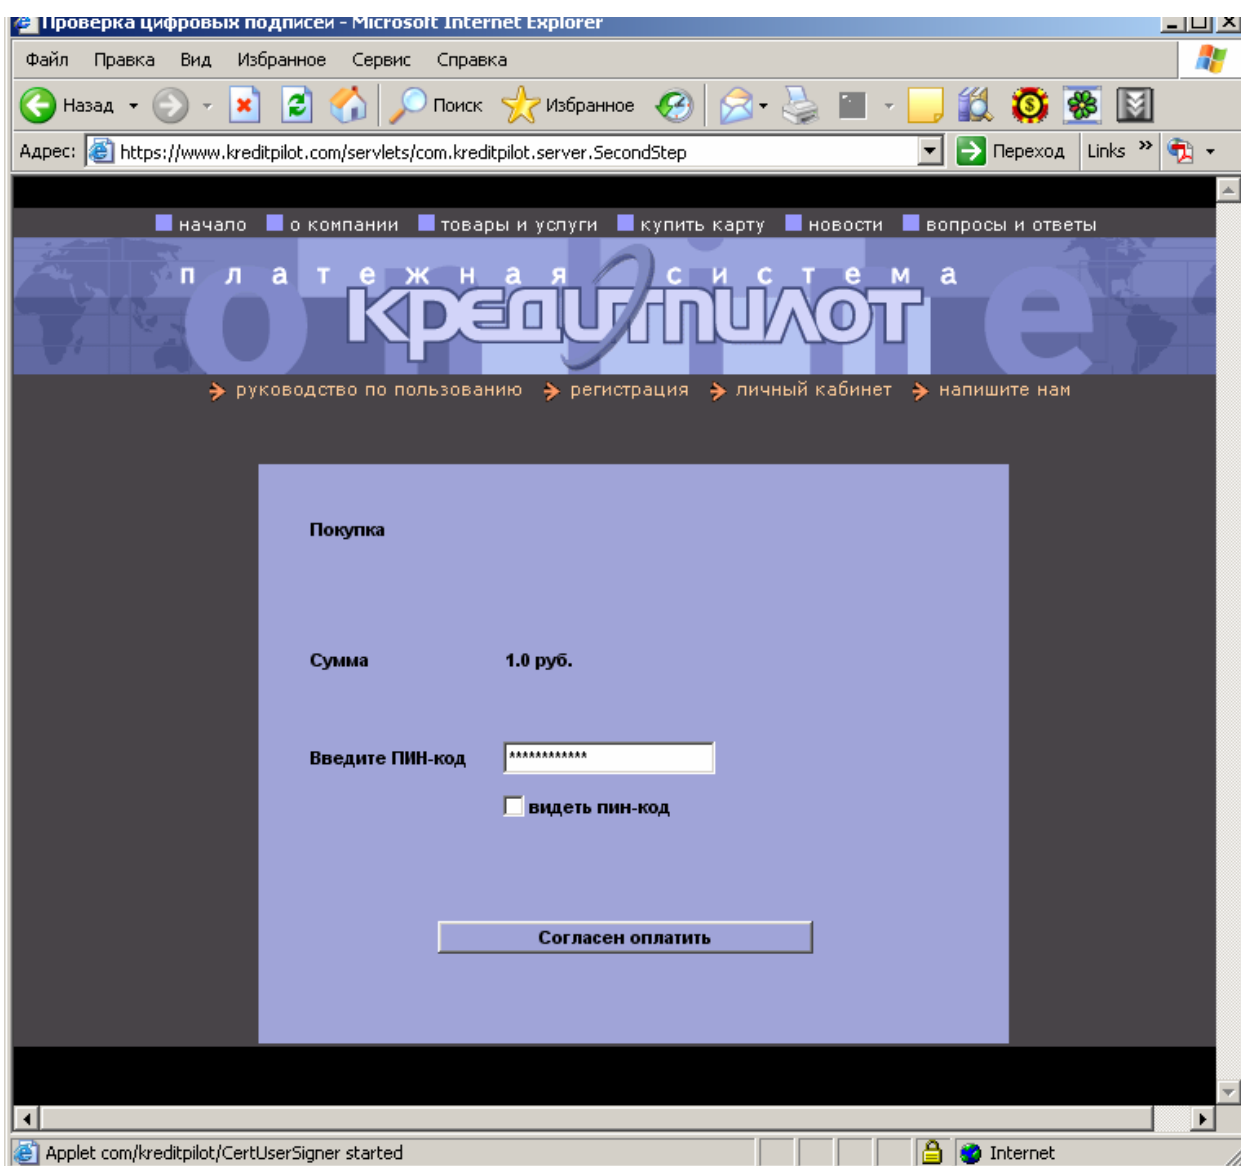 Проверка цифровых подписей - Microsoft Internet Explorer
Файл Правка Вид Избранное Сервис Справка
Назад Поиск Избранное
Адрес: https://www.kreditpilot.com/servlets/com.kreditpilot.server.SecondStep Переход Links »
начало о компании товары и услуги купить карту новости вопросы и ответы
платежная система
online
КРЕДИТПИЛОТ
руководство по пользованию регистрация личный кабинет напишите нам
Покупка
Сумма 1.0 руб.
Введите ПИН-код ************
видеть пин-код
Согласен оплатить
Applet com/kreditpilot/CertUserSigner started Internet